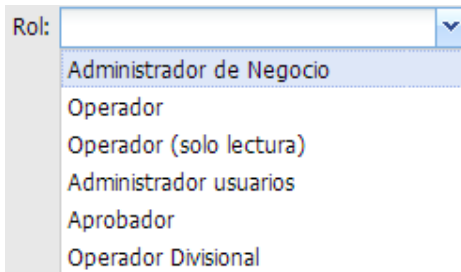 Rol:
Administrador de Negocio
Operador
Operador (solo lectura)
Administrador usuarios
Aprobador
Operador Divisional